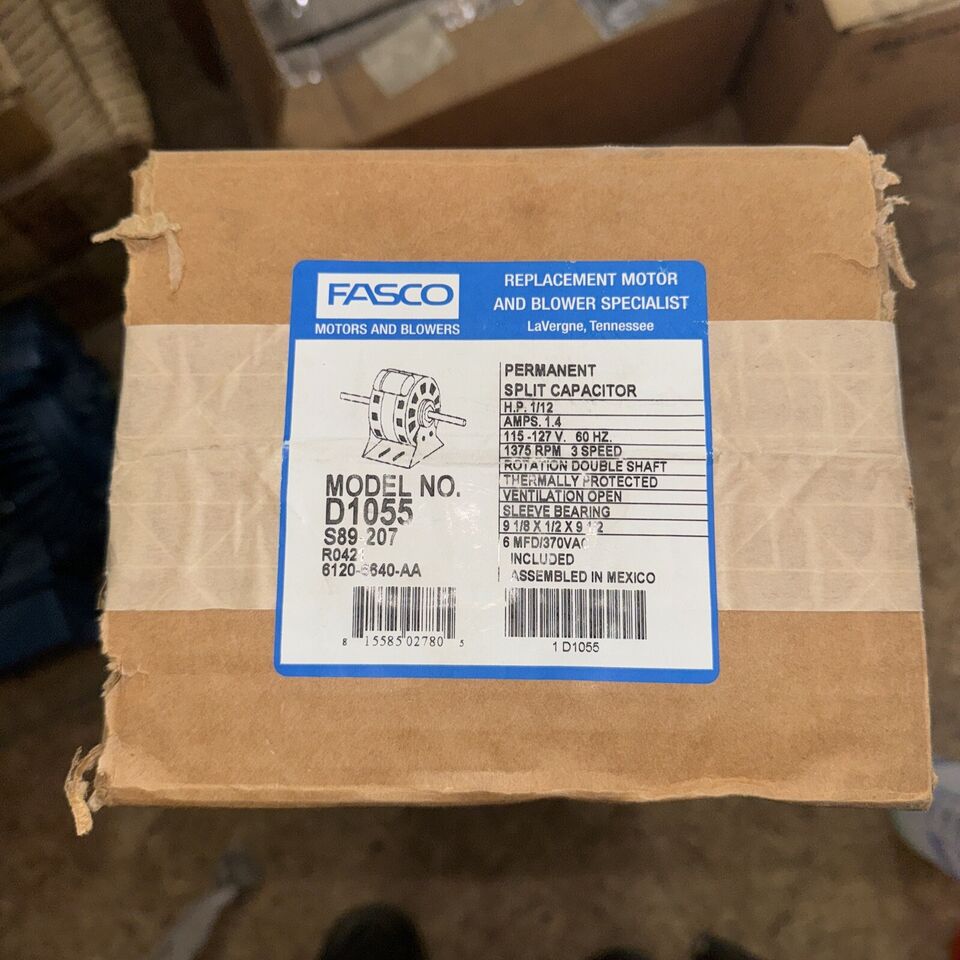 FASCO
MOTORS AND BLOWERS
REPLACEMENT MOTOR
AND BLOWER SPECIALIST
LaVergne, Tennessee
PERMANENT
SPLIT CAPACITOR
H.P. 1/12
AMPS. 1.4
115 -127 V. 60 HZ.
1375 RPM 3 SPEED
ROTATION DOUBLE SHAFT
THERMALLY PROTECTED
VENTILATION OPEN
SLEEVE BEARING
9 1/8 X 1/2 X 9 1/2
6 MFD/370VAC
INCLUDED
ASSEMBLED IN MEXICO
MODEL NO.
D1055
S89-207
6120-6640-AA
8 15585 02780 5
1 D1055